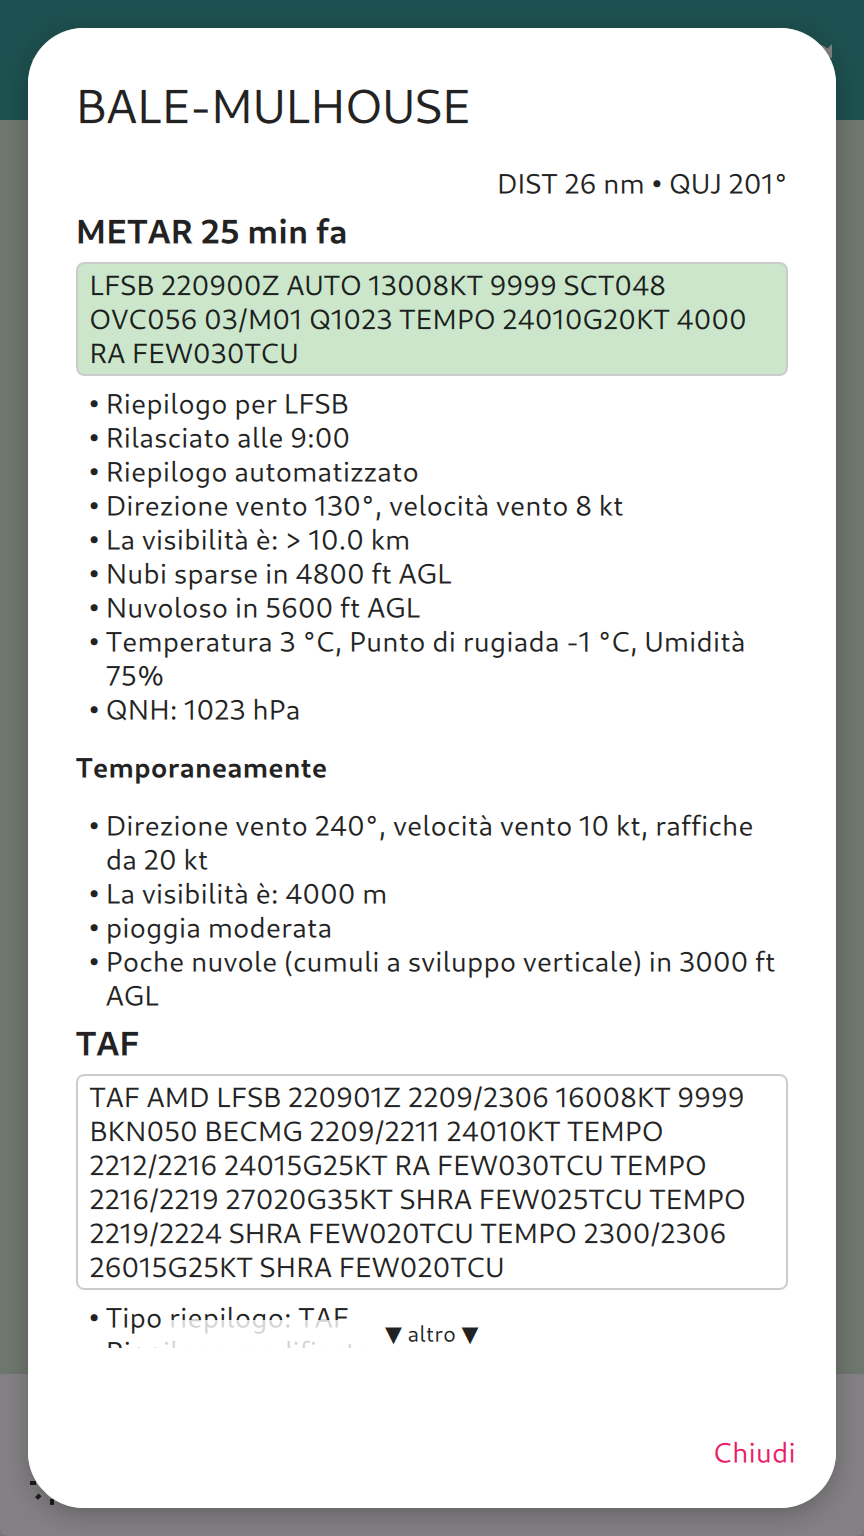 BALE-MULHOUSE
DIST 26 nm • QUJ 201°
METAR 25 min fa
LFSB 220900Z AUTO 13008KT 9999 SCT048
OVC056 03/M01 Q1023 TEMPO 24010G20KT 4000
RA FEW030TCU
• Riepilogo per LFSB
• Rilasciato alle 9:00
• Riepilogo automatizzato
• Direzione vento 130°, velocità vento 8 kt
• La visibilità è: > 10.0 km
• Nubi sparse in 4800 ft AGL
• Nuvoloso in 5600 ft AGL
• Temperatura 3 °C, Punto di rugiada -1 °C, Umidità
75%
• QNH: 1023 hPa
Temporaneamente
• Direzione vento 240°, velocità vento 10 kt, raffiche
da 20 kt
• La visibilità è: 4000 m
• pioggia moderata
• Poche nuvole (cumuli a sviluppo verticale) in 3000 ft
AGL
TAF
TAF AMD LFSB 220901Z 2209/2306 16008KT 9999
BKN050 BECMG 2209/2211 24010KT TEMPO
2212/2216 24015G25KT RA FEW030TCU TEMPO
2216/2219 27020G35KT SHRA FEW025TCU TEMPO
2219/2224 SHRA FEW020TCU TEMPO 2300/2306
26015G25KT SHRA FEW020TCU
• Tipo riepilogo: TAF
▼ altro ▼
Chiudi